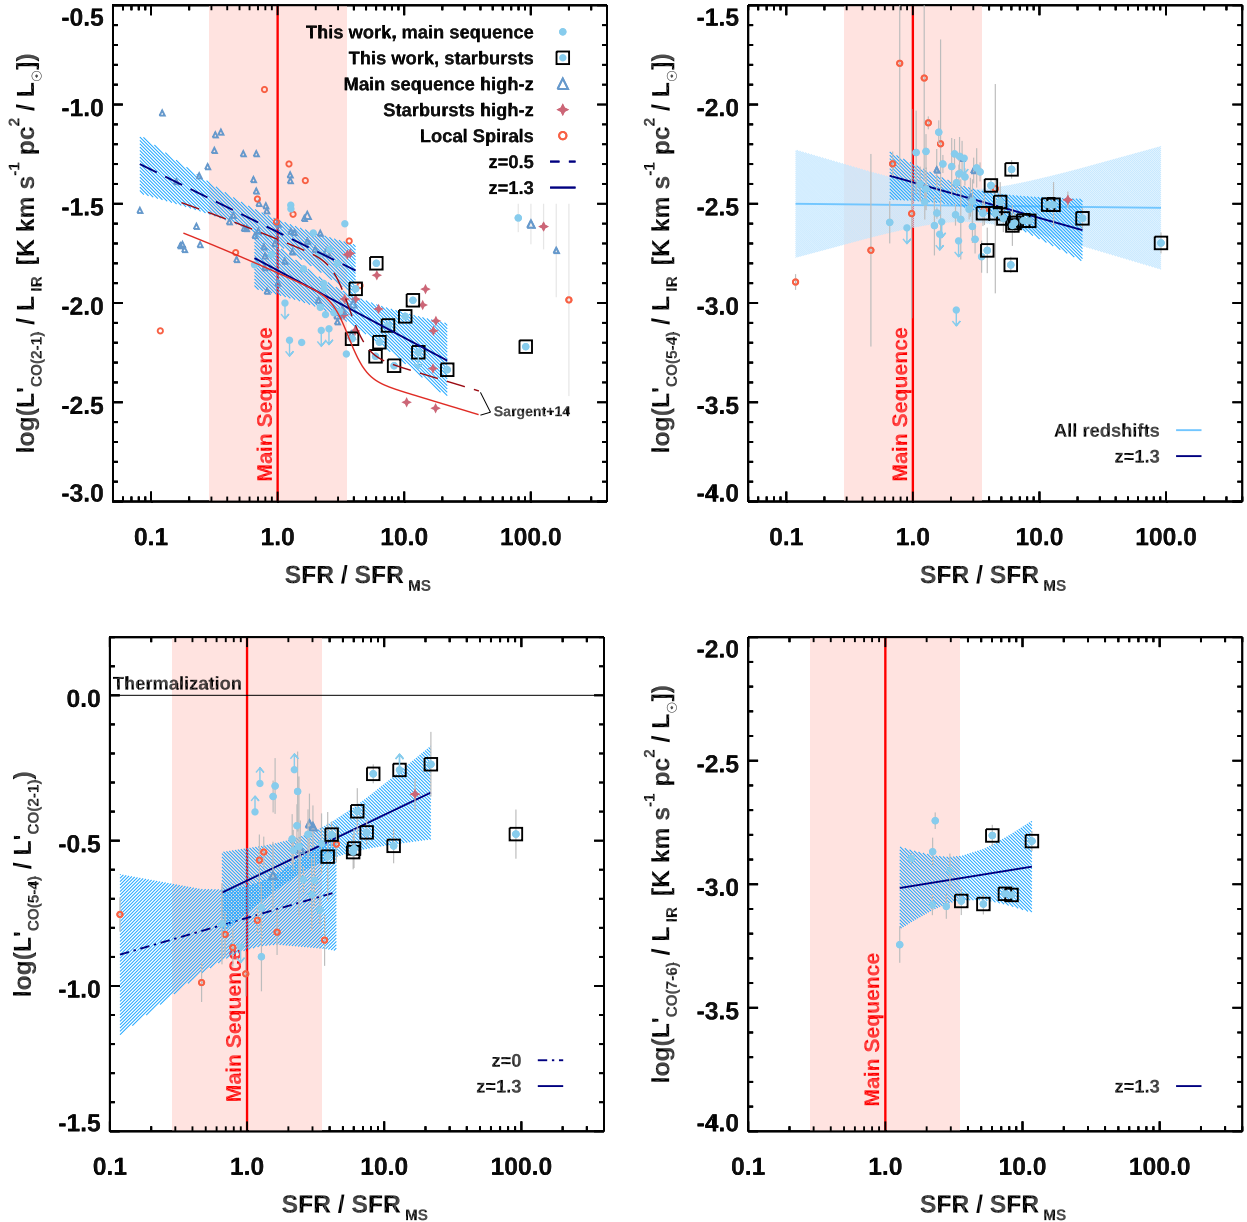 -0.5
-1.0
-1.5
-2.0
-2.5
-3.0
log(L'CO(2-1) / LIR [K km s-1 pc2 / L☉])
This work, main sequence
This work, starbursts
Main sequence high-z
Starbursts high-z
Local Spirals
z=0.5
z=1.3
Main Sequence
Sargent+14
0.1 1.0 10.0 100.0
SFR / SFRMS
-1.5
-2.0
-2.5
-3.0
-3.5
-4.0
log(L'CO(5-4) / LIR [K km s-1 pc2 / L☉])
Main Sequence
All redshifts
z=1.3
0.1 1.0 10.0 100.0
SFR / SFRMS
0.0
-0.5
-1.0
-1.5
log(L'CO(5-4) / L'CO(2-1))
Thermalization
Main Sequence
z=0
z=1.3
0.1 1.0 10.0 100.0
SFR / SFRMS
-2.0
-2.5
-3.0
-3.5
-4.0
log(L'CO(7-6) / LIR [K km s-1 pc2 / L☉])
Main Sequence
z=1.3
0.1 1.0 10.0 100.0
SFR / SFRMS